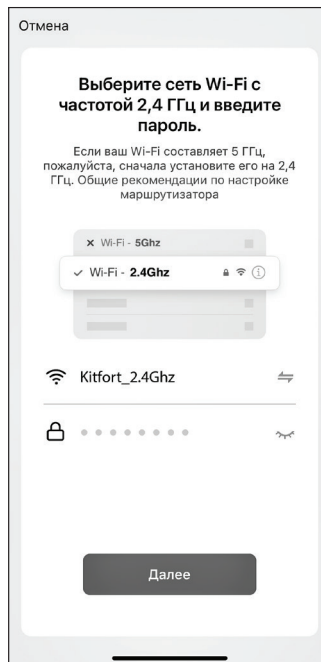 Отмена
Выберите сеть Wi-Fi с
частотой 2,4 ГГц и введите
пароль.
Если ваш Wi-Fi составляет 5 ГГц,
пожалуйста, сначала установите его на 2,4
ГГц. Общие рекомендации по настройке
маршрутизатора
Wi-Fi - 5Ghz
Wi-Fi - 2.4Ghz
Kitfort_2.4Ghz
Далее